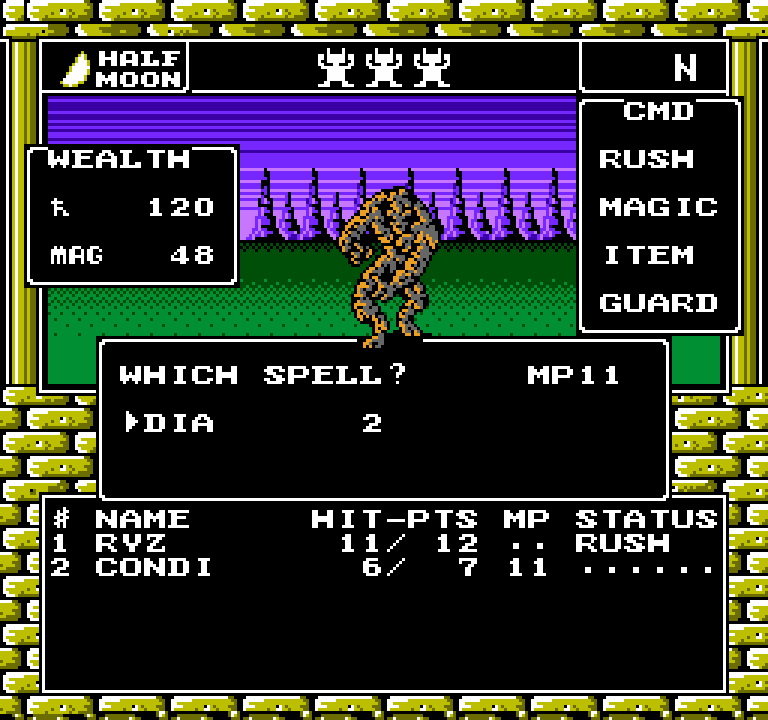 HALF
MOON
N
CMD
RUSH
MAGIC
ITEM
GUARD
WEALTH
ħ 120
MAG 48
WHICH SPELL? MP11
▶DIA 2
# NAME HIT-PTS MP STATUS
1 RYZ 11/ 12 .. RUSH
2 CONDI 6/ 7 11 ......